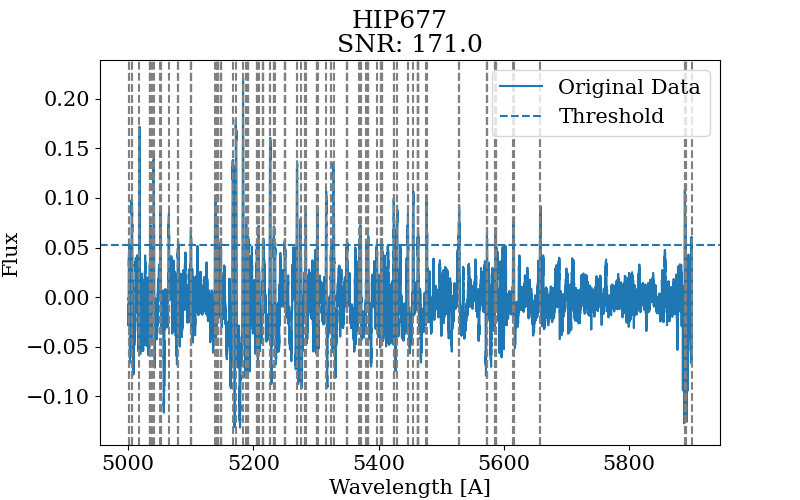 HIP677
SNR: 171.0
Original Data
Threshold
0.20
0.15
0.10
0.05
0.00
−0.05
−0.10
Flux
5000 5200 5400 5600 5800
Wavelength [A]